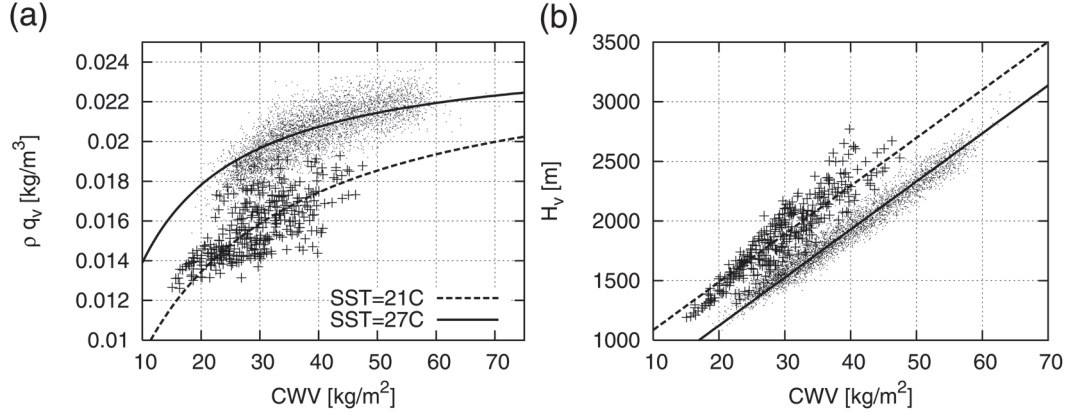 (a)
ρ q_v [kg/m³]
0.024
0.022
0.02
0.018
0.016
0.014
0.012
0.01
SST=21C
SST=27C
10 20 30 40 50 60 70
CWV [kg/m²]
(b)
H_v [m]
3500
3000
2500
2000
1500
1000
10 20 30 40 50 60 70
CWV [kg/m²]